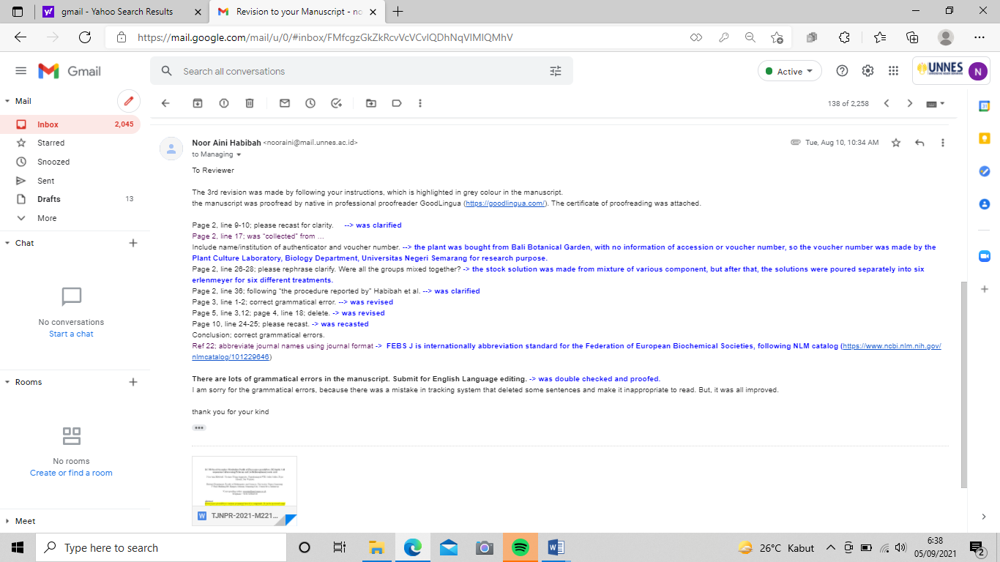 gmail - Yahoo Search Results
Revision to your Manuscript - no
https://mail.google.com/mail/u/0/#inbox/FMfcgzGkZkRcvVcVCvlQDhNqVlMlQMhV
Gmail
Search all conversations
Active
UNNES
N
Mail
138 of 2,258
Inbox 2,045
Starred
Snoozed
Sent
Drafts 13
More
Chat
No conversations
Start a chat
Rooms
No rooms
Create or find a room
Meet
Noor Aini Habibah <nooraini@mail.unnes.ac.id>
Tue, Aug 10, 10:34 AM
to Managing
To Reviewer
The 3rd revision was made by following your instructions, which is highlighted in grey colour in the manuscript.
the manuscript was proofread by native in professional proofreader GoodLingua (https://goodlingua.com/). The certificate of proofreading was attached.
Page 2, line 9-10; please recast for clarity. --> was clarified
Page 2, line 17; was "collected" from ...
Include name/institution of authenticator and voucher number. --> the plant was bought from Bali Botanical Garden, with no information of accession or voucher number, so the voucher number was made by the
Plant Culture Laboratory, Biology Department, Universitas Negeri Semarang for research purpose.
Page 2, line 26-28; please rephrase clarify. Were all the groups mixed together? -> the stock solution was made from mixture of various component, but after that, the solutions were poured separately into six
erlenmeyer for six different treatments.
Page 2, line 36; following "the procedure reported by" Habibah et al. --> was clarified
Page 3, line 1-2; correct grammatical error. --> was revised
Page 5, line 3,12; page 4, line 18; delete. -> was revised
Page 10, line 24-25; please recast. -> was recasted
Conclusion; correct grammatical errors.
Ref 22; abbreviate journal names using journal format -> FEBS J is internationally abbreviation standard for the Federation of European Biochemical Societies, following NLM catalog (https://www.ncbi.nlm.nih.gov/
nlmcatalog/101229646)
There are lots of grammatical errors in the manuscript. Submit for English Language editing. -> was double checked and proofed.
I am sorry for the grammatical errors, because there was a mistake in tracking system that deleted some sentences and make it inappropriate to read. But, it was all improved.
thank you for your kind
W TJNPR-2021-M221...
Type here to search
26°C Kabut
6:38
05/09/2021
2